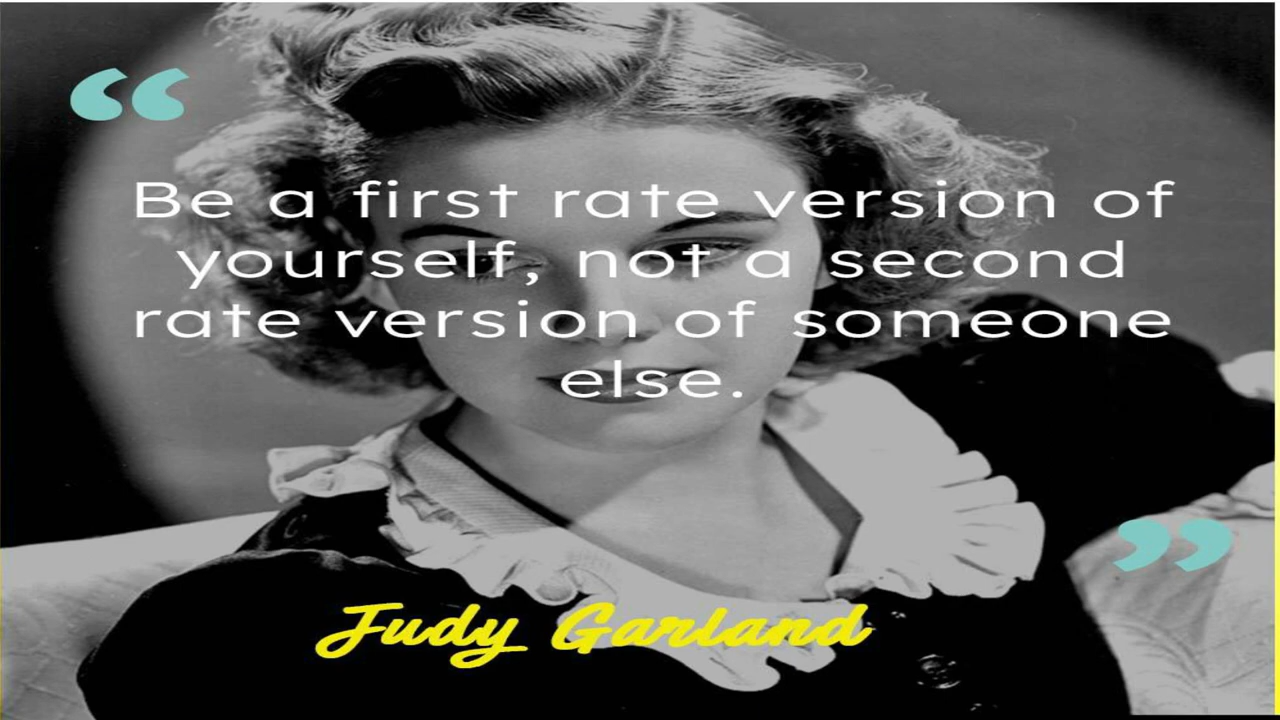 “
Be a first rate version of
yourself, not a second
rate version of someone
else.
”
Judy Garland